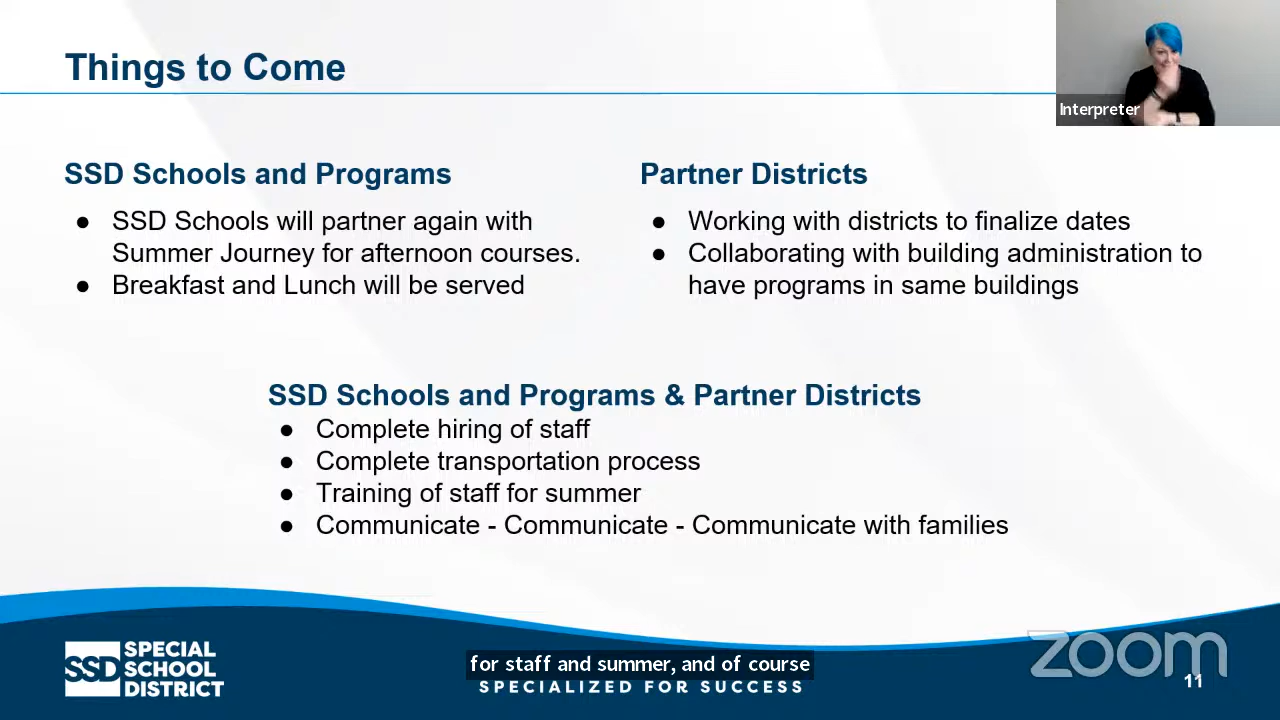 Things to Come
Interpreter
SSD Schools and Programs
● SSD Schools will partner again with
Summer Journey for afternoon courses.
● Breakfast and Lunch will be served
Partner Districts
● Working with districts to finalize dates
● Collaborating with building administration to
have programs in same buildings
SSD Schools and Programs & Partner Districts
● Complete hiring of staff
● Complete transportation process
● Training of staff for summer
● Communicate - Communicate - Communicate with families
SSD SPECIAL
SCHOOL
DISTRICT
for staff and summer, and of course
SPECIALIZED FOR SUCCESS
zoom
11